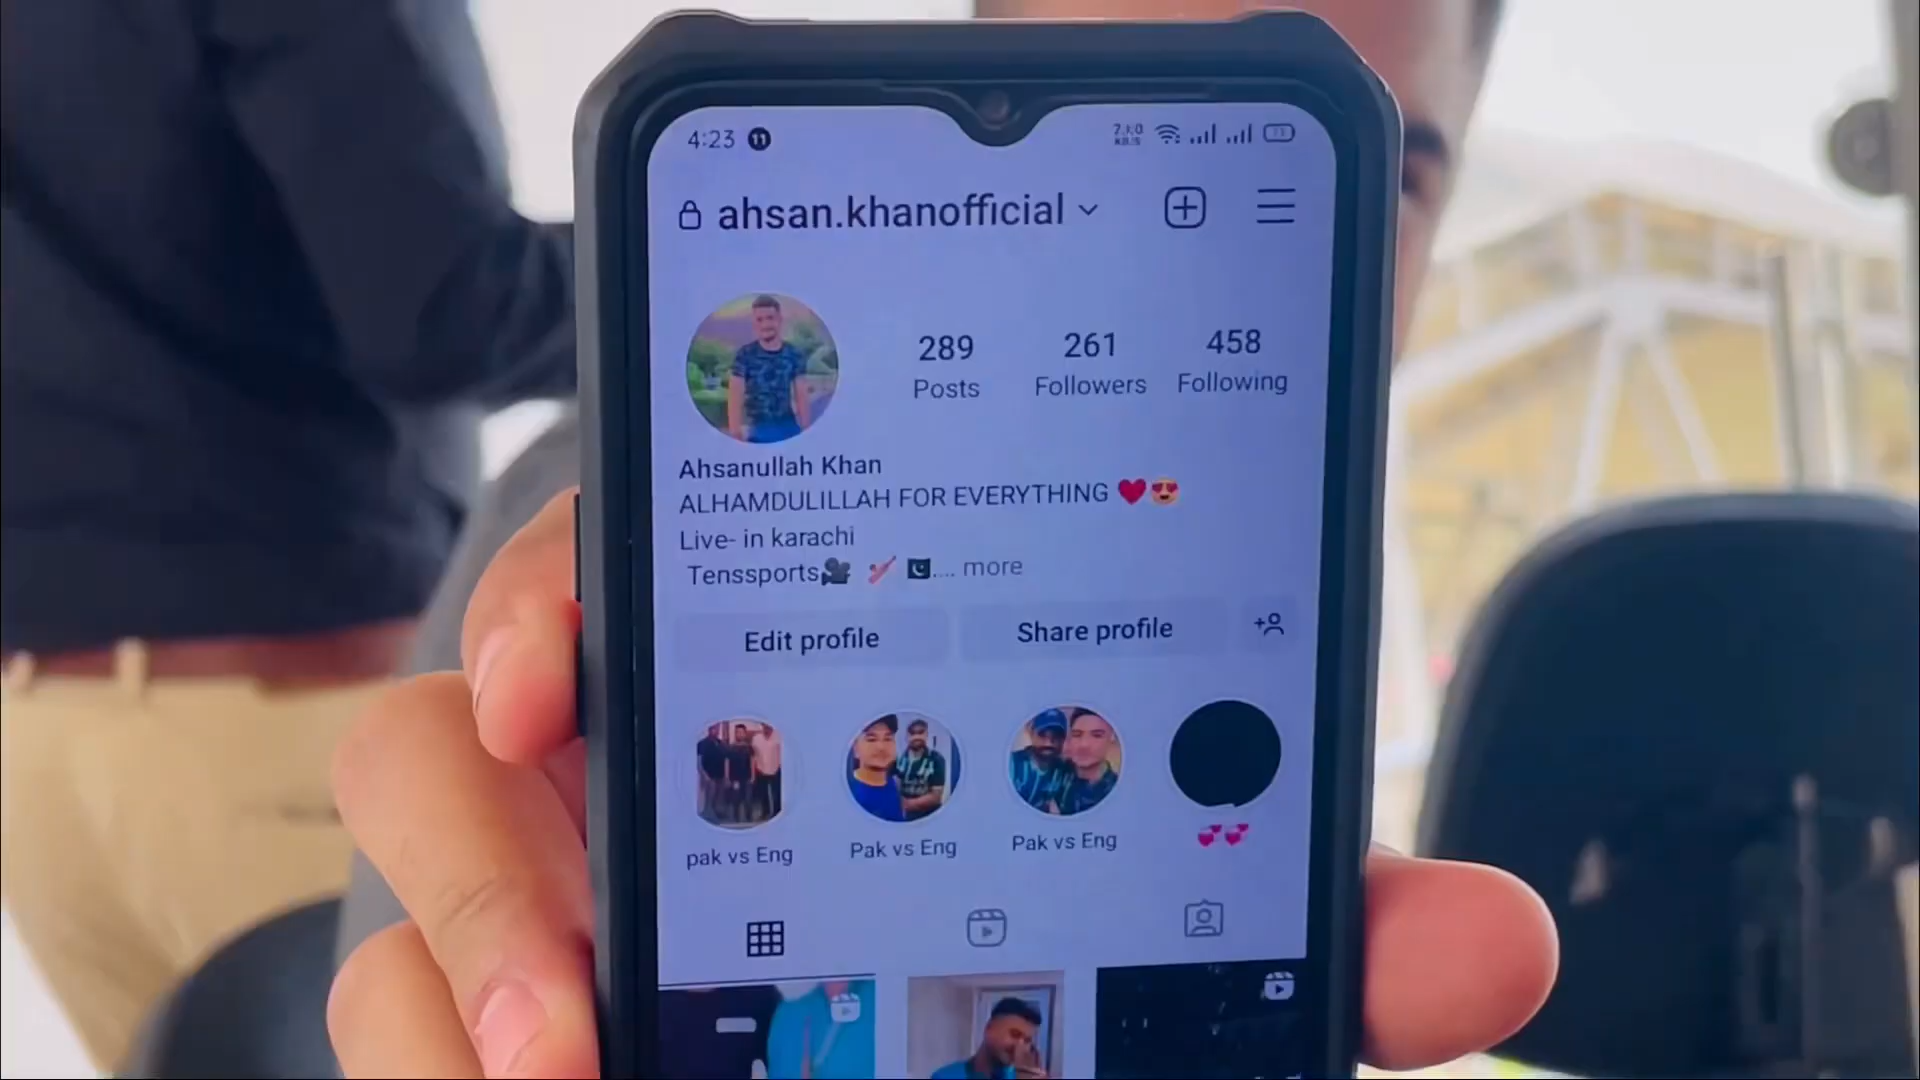 4:23
ahsan.khanofficial
289
Posts
261
Followers
458
Following
Ahsanullah Khan
ALHAMDULILLAH FOR EVERYTHING ❤️😍
Live- in karachi
Tenssports🎥 🏏 🇵🇰.... more
Edit profile
Share profile
pak vs Eng
Pak vs Eng
Pak vs Eng
💞💞